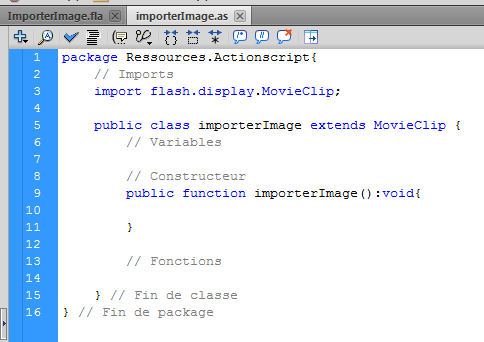 ImporterImage.fla importerImage.as
1 package Ressources.Actionscript{
2 // Imports
3 import flash.display.MovieClip;
4
5 public class importerImage extends MovieClip {
6 // Variables
7
8 // Constructeur
9 public function importerImage():void{
10
11 }
12
13 // Fonctions
14
15 } // Fin de classe
16 } // Fin de package